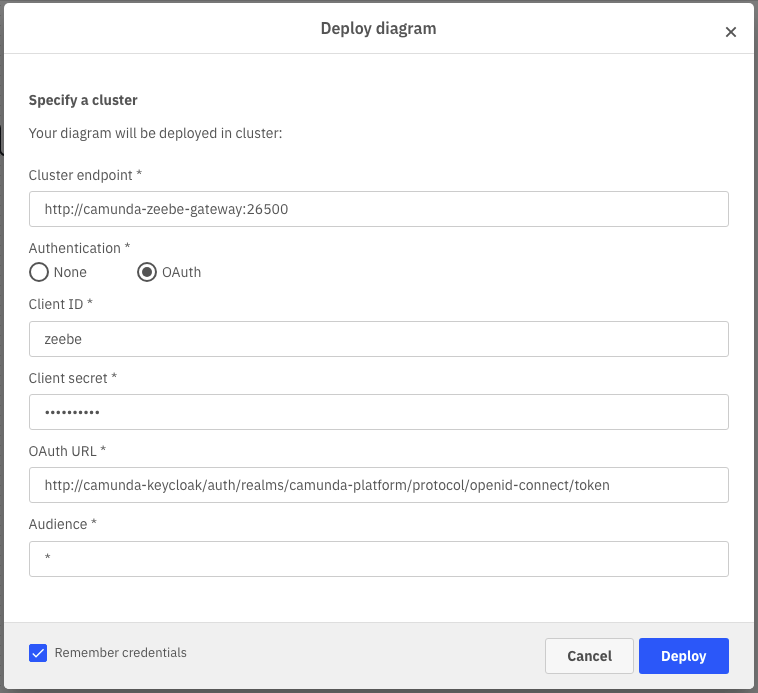 Deploy diagram
Specify a cluster
Your diagram will be deployed in cluster:
Cluster endpoint *
http://camunda-zeebe-gateway:26500
Authentication *
None OAuth
Client ID *
zeebe
Client secret *
••••••••••
OAuth URL *
http://camunda-keycloak/auth/realms/camunda-platform/protocol/openid-connect/token
Audience *
*
Remember credentials Cancel Deploy